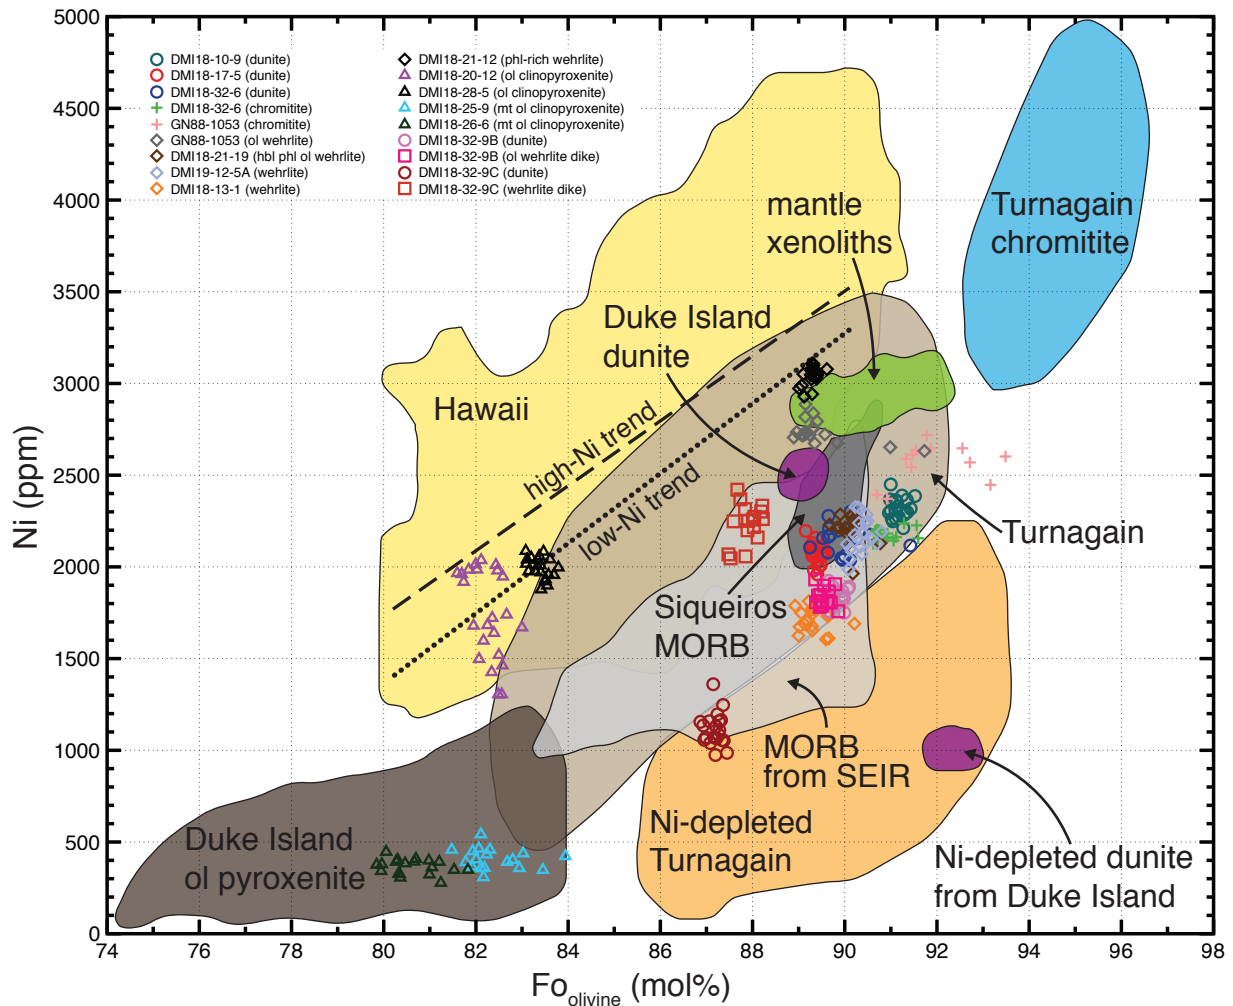 5000
4500
4000
3500
3000
2500
2000
1500
1000
500
0
Ni (ppm)
DMI18-10-9 (dunite)
DMI18-17-5 (dunite)
DMI18-32-6 (dunite)
DMI18-32-6 (chromitite)
GN88-1053 (chromitite)
GN88-1053 (ol wehrlite)
DMI18-21-19 (hbl phl ol wehrlite)
DMI19-12-5A (wehrlite)
DMI18-13-1 (wehrlite)
DMI18-21-12 (phl-rich wehrlite)
DMI18-20-12 (ol clinopyroxenite)
DMI18-28-5 (ol clinopyroxenite)
DMI18-25-9 (mt ol clinopyroxenite)
DMI18-26-6 (mt ol clinopyroxenite)
DMI18-32-9B (dunite)
DMI18-32-9B (ol wehrlite dike)
DMI18-32-9C (dunite)
DMI18-32-9C (wehrlite dike)
mantle
xenoliths
Turnagain
chromitite
Duke Island
dunite
Hawaii
high-Ni trend
low-Ni trend
Turnagain
Siqueiros
MORB
MORB
from SEIR
Ni-depleted
Turnagain
Duke Island
ol pyroxenite
Ni-depleted dunite
from Duke Island
74 76 78 80 82 84 86 88 90 92 94 96 98
Fo olivine (mol%)